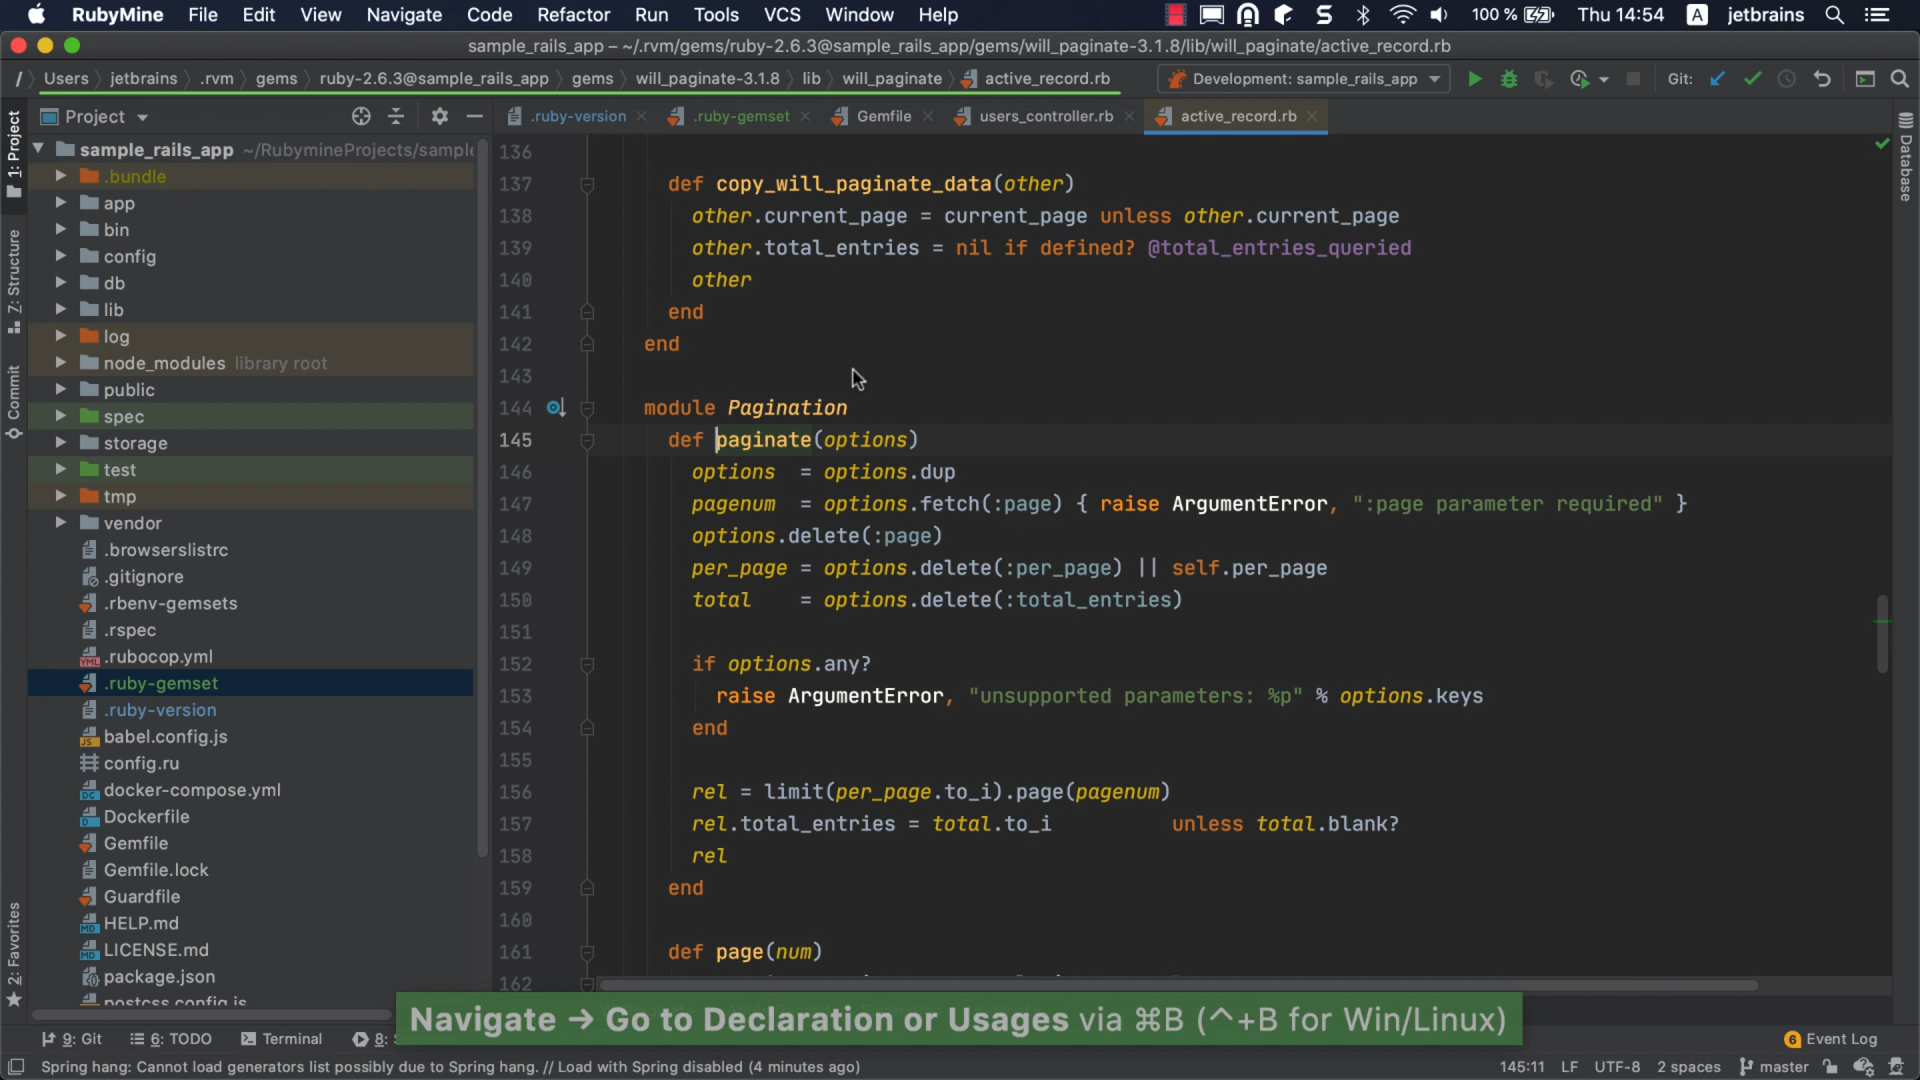 RubyMine File Edit View Navigate Code Refactor Run Tools VCS Window Help 100 % Thu 14:54 A jetbrains
sample_rails_app – ~/.rvm/gems/ruby-2.6.3@sample_rails_app/gems/will_paginate-3.1.8/lib/will_paginate/active_record.rb
/ Users jetbrains .rvm gems ruby-2.6.3@sample_rails_app gems will_paginate-3.1.8 lib will_paginate active_record.rb Development: sample_rails_app Git:
Project .ruby-version .ruby-gemset Gemfile users_controller.rb active_record.rb
1: Project
Z: Structure
Commit
2: Favorites
Database
sample_rails_app ~/RubymineProjects/sample
.bundle
app
bin
config
db
lib
log
node_modules library root
public
spec
storage
test
tmp
vendor
.browserslistrc
.gitignore
.rbenv-gemsets
.rspec
.rubocop.yml
.ruby-gemset
.ruby-version
babel.config.js
config.ru
docker-compose.yml
Dockerfile
Gemfile
Gemfile.lock
Guardfile
HELP.md
LICENSE.md
package.json
postcss.config.js
136
137 def copy_will_paginate_data(other)
138 other.current_page = current_page unless other.current_page
139 other.total_entries = nil if defined? @total_entries_queried
140 other
141 end
142 end
143
144 module Pagination
145 def paginate(options)
146 options = options.dup
147 pagenum = options.fetch(:page) { raise ArgumentError, ":page parameter required" }
148 options.delete(:page)
149 per_page = options.delete(:per_page) || self.per_page
150 total = options.delete(:total_entries)
151
152 if options.any?
153 raise ArgumentError, "unsupported parameters: %p" % options.keys
154 end
155
156 rel = limit(per_page.to_i).page(pagenum)
157 rel.total_entries = total.to_i unless total.blank?
158 rel
159 end
160
161 def page(num)
162
Navigate → Go to Declaration or Usages via ⌘B (^+B for Win/Linux)
9: Git 6: TODO Terminal 8: 6 Event Log
Spring hang: Cannot load generators list possibly due to Spring hang. // Load with Spring disabled (4 minutes ago) 145:11 LF UTF-8 2 spaces master